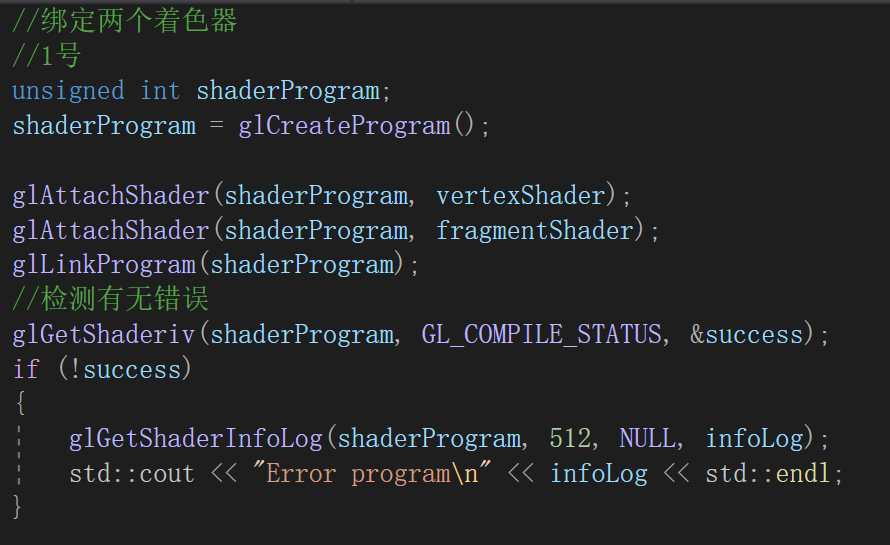 //绑定两个着色器
//1号
unsigned int shaderProgram;
shaderProgram = glCreateProgram();
glAttachShader(shaderProgram, vertexShader);
glAttachShader(shaderProgram, fragmentShader);
glLinkProgram(shaderProgram);
//检测有无错误
glGetShaderiv(shaderProgram, GL_COMPILE_STATUS, &success);
if (!success)
{
glGetShaderInfoLog(shaderProgram, 512, NULL, infoLog);
std::cout << "Error program\n" << infoLog << std::endl;
}